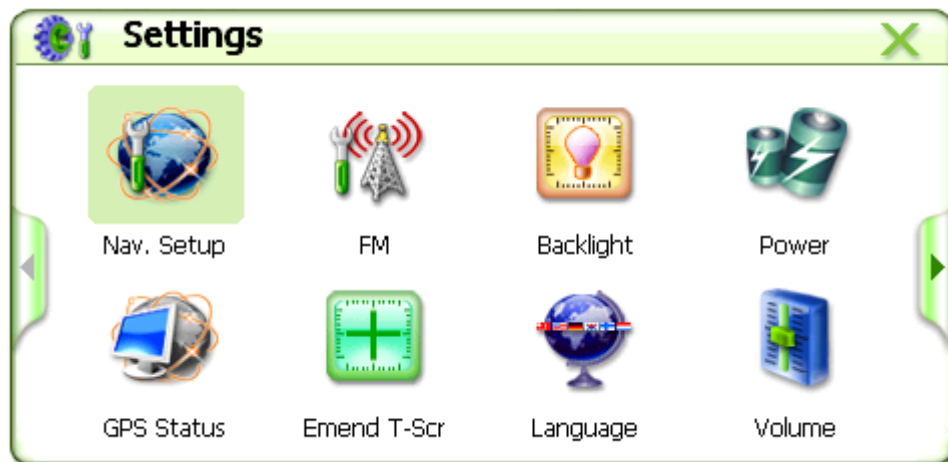 Settings
Nav. Setup
FM
Backlight
Power
GPS Status
Emend T-Scr
Language
Volume